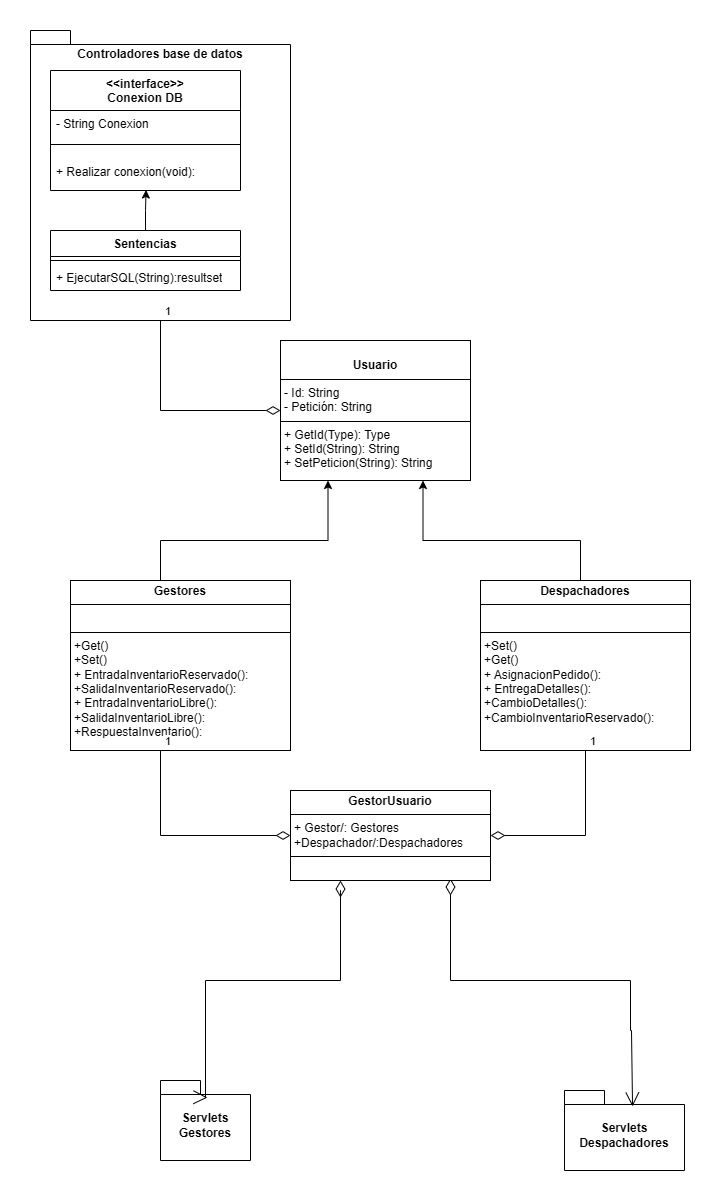 Controladores base de datos
<<interface>>
Conexion DB
- String Conexion
+ Realizar conexion(void):
Sentencias
+ EjecutarSQL(String):resultset
1
Usuario
- Id: String
- Petición: String
+ GetId(Type): Type
+ SetId(String): String
+ SetPeticion(String): String
Gestores
+Get()
+Set()
+ EntradaInventarioReservado():
+SalidaInventarioReservado():
+ EntradaInventarioLibre():
+SalidaInventarioLibre():
+RespuestaInventario():
1
Despachadores
+Set()
+Get()
+ AsignacionPedido():
+ EntregaDetalles():
+CambioDetalles():
+CambioInventarioReservado():
1
GestorUsuario
+ Gestor/: Gestores
+Despachador/:Despachadores
Servlets
Gestores
Servlets
Despachadores